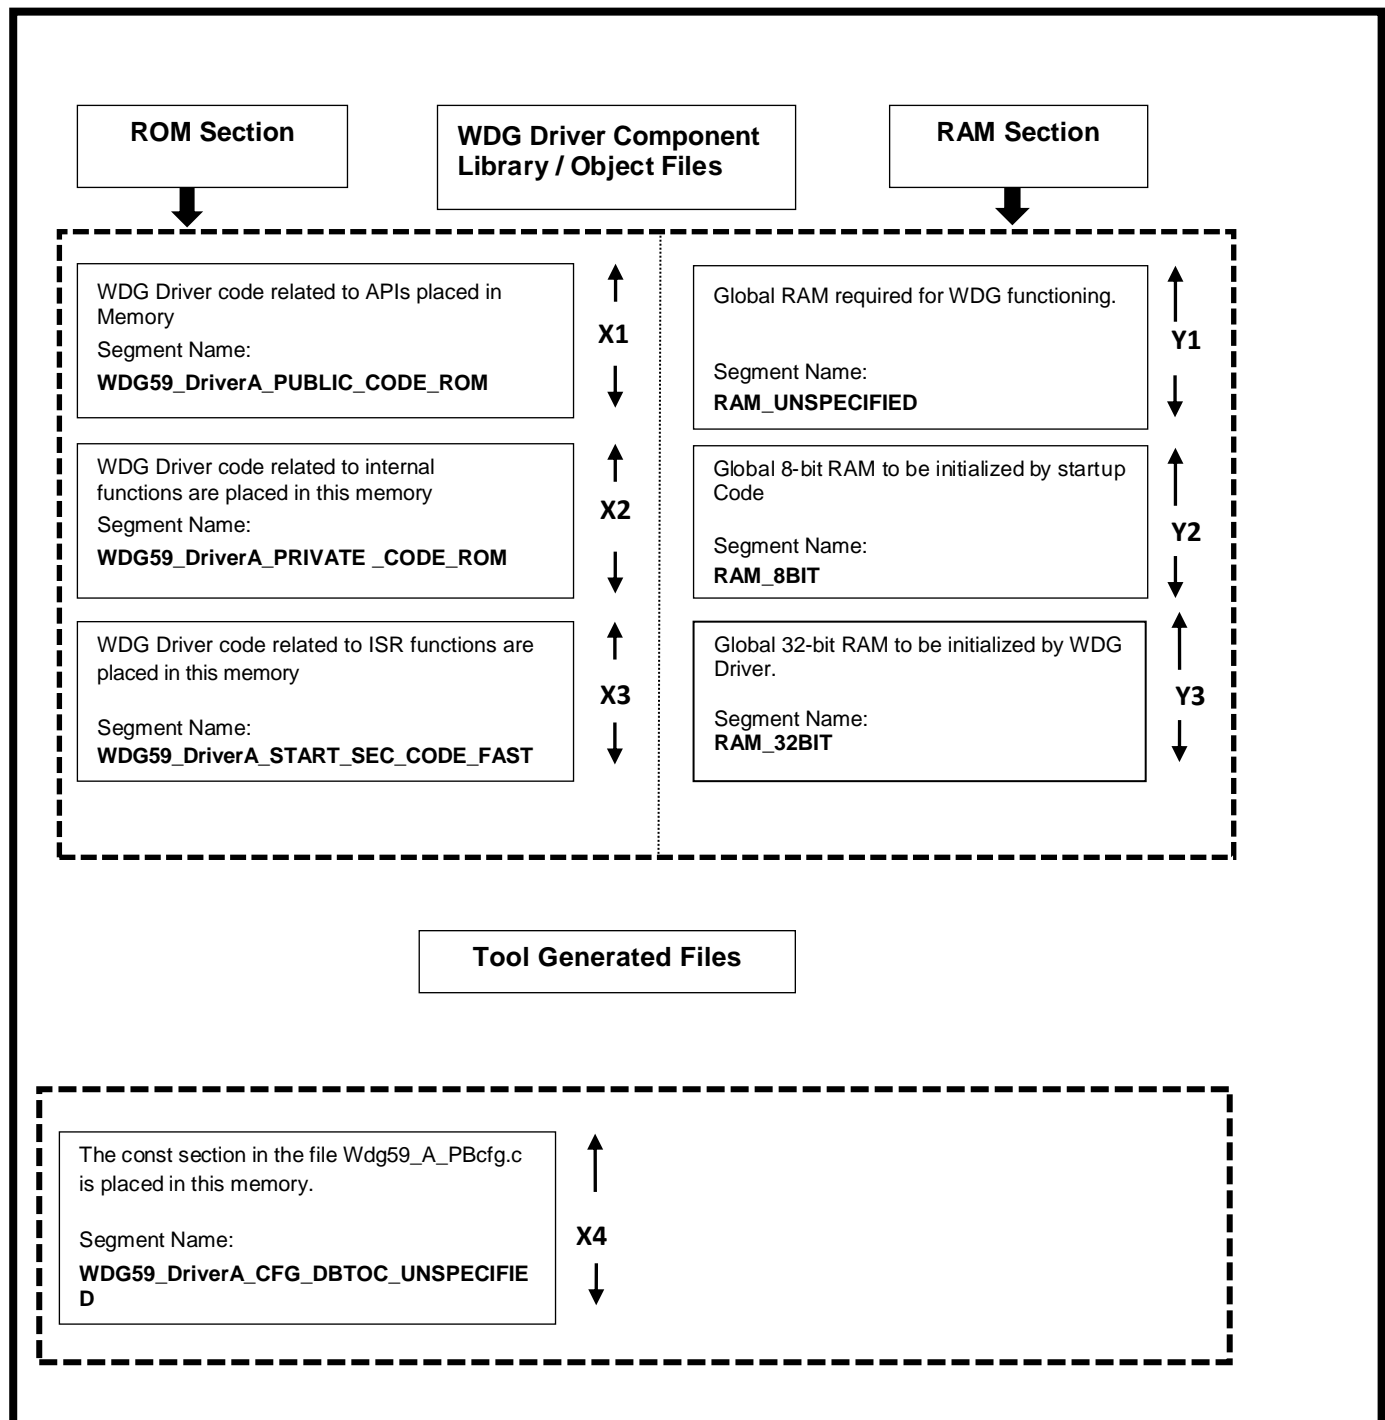 ROM Section
WDG Driver Component
Library / Object Files
RAM Section
WDG Driver code related to APIs placed in
Memory
Segment Name:
WDG59_DriverA_PUBLIC_CODE_ROM
X1
WDG Driver code related to internal
functions are placed in this memory
Segment Name:
WDG59_DriverA_PRIVATE _CODE_ROM
X2
WDG Driver code related to ISR functions are
placed in this memory
Segment Name:
WDG59_DriverA_START_SEC_CODE_FAST
X3
Global RAM required for WDG functioning.
Segment Name:
RAM_UNSPECIFIED
Y1
Global 8-bit RAM to be initialized by startup
Code
Segment Name:
RAM_8BIT
Y2
Global 32-bit RAM to be initialized by WDG
Driver.
Segment Name:
RAM_32BIT
Y3
Tool Generated Files
The const section in the file Wdg59_A_PBcfg.c
is placed in this memory.
Segment Name:
WDG59_DriverA_CFG_DBTOC_UNSPECIFIE
D
X4